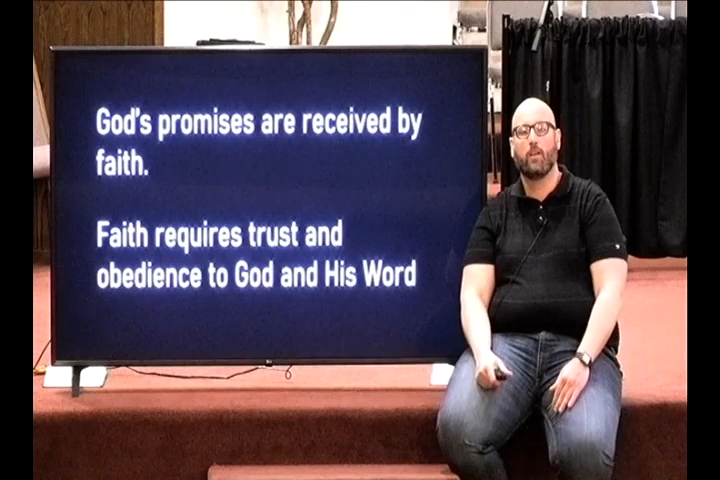 God's promises are received by
faith.
Faith requires trust and
obedience to God and His Word